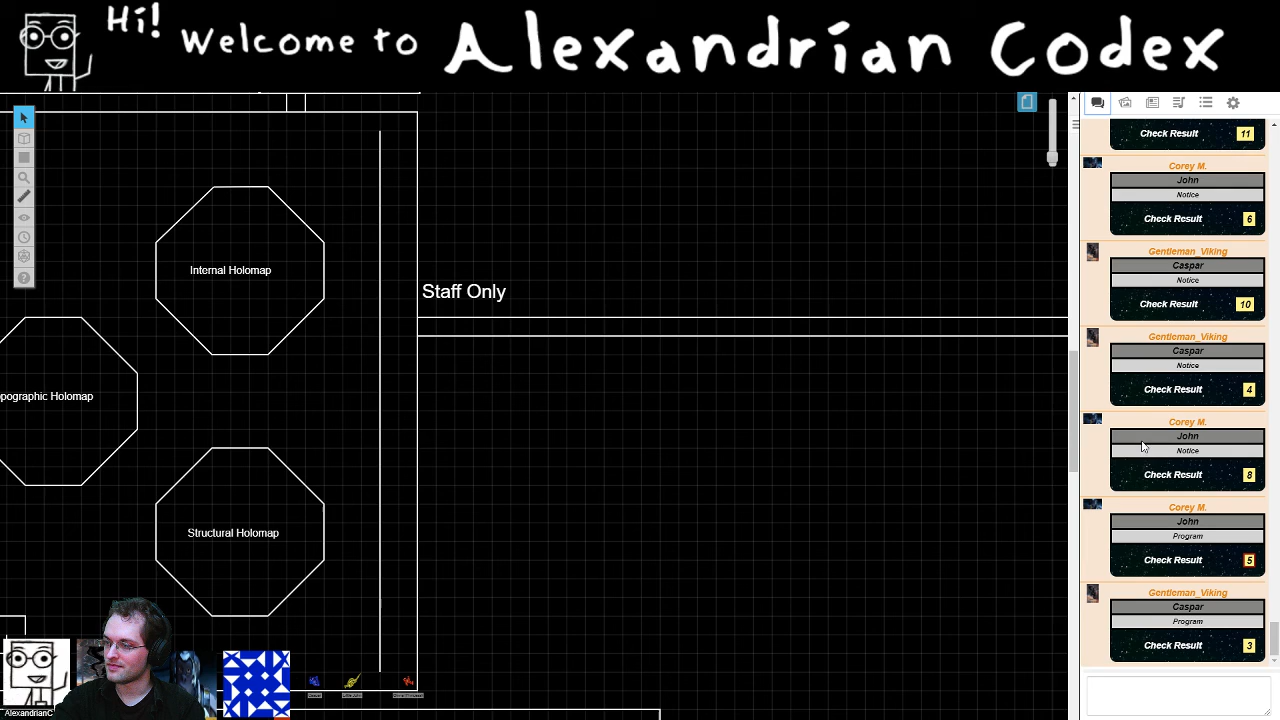 Hi! Welcome to Alexandrian Codex
Internal Holomap
Staff Only
pographic Holomap
Structural Holomap
AlexandrianC
Check Result 11
Corey M.
John
Notice
Check Result 6
Gentleman_Viking
Caspar
Notice
Check Result 10
Gentleman_Viking
Caspar
Notice
Check Result 4
Corey M.
John
Notice
Check Result 8
Corey M.
John
Program
Check Result 5
Gentleman_Viking
Caspar
Program
Check Result 3